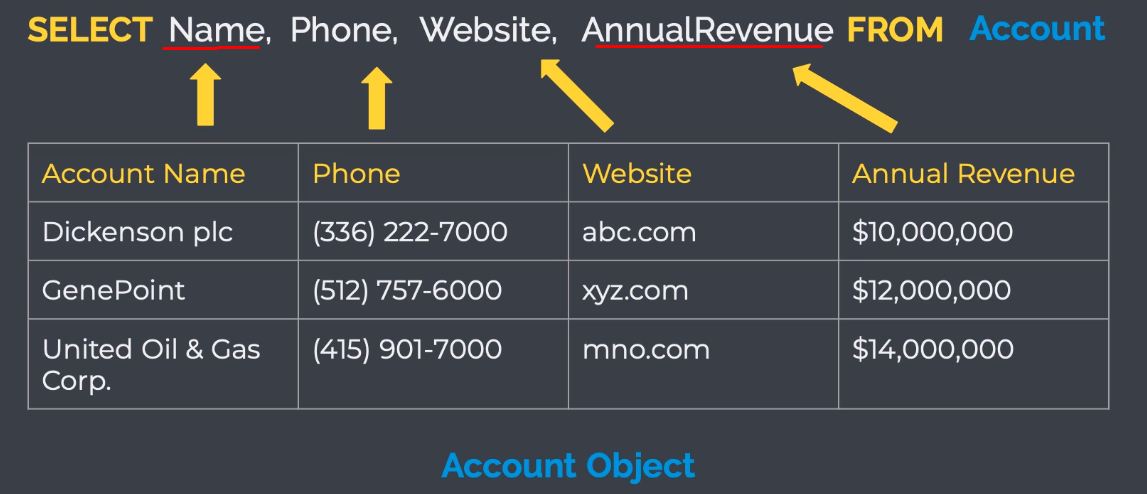 SELECT Name, Phone, Website, AnnualRevenue FROM Account
Account Name Phone Website Annual Revenue
Dickenson plc (336) 222-7000 abc.com $10,000,000
GenePoint (512) 757-6000 xyz.com $12,000,000
United Oil & Gas (415) 901-7000 mno.com $14,000,000
Corp.
Account Object